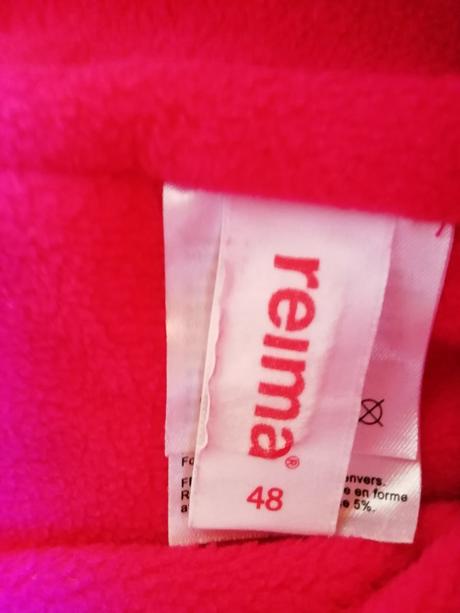 reima®
48
envers.
e en forme
e 5%.